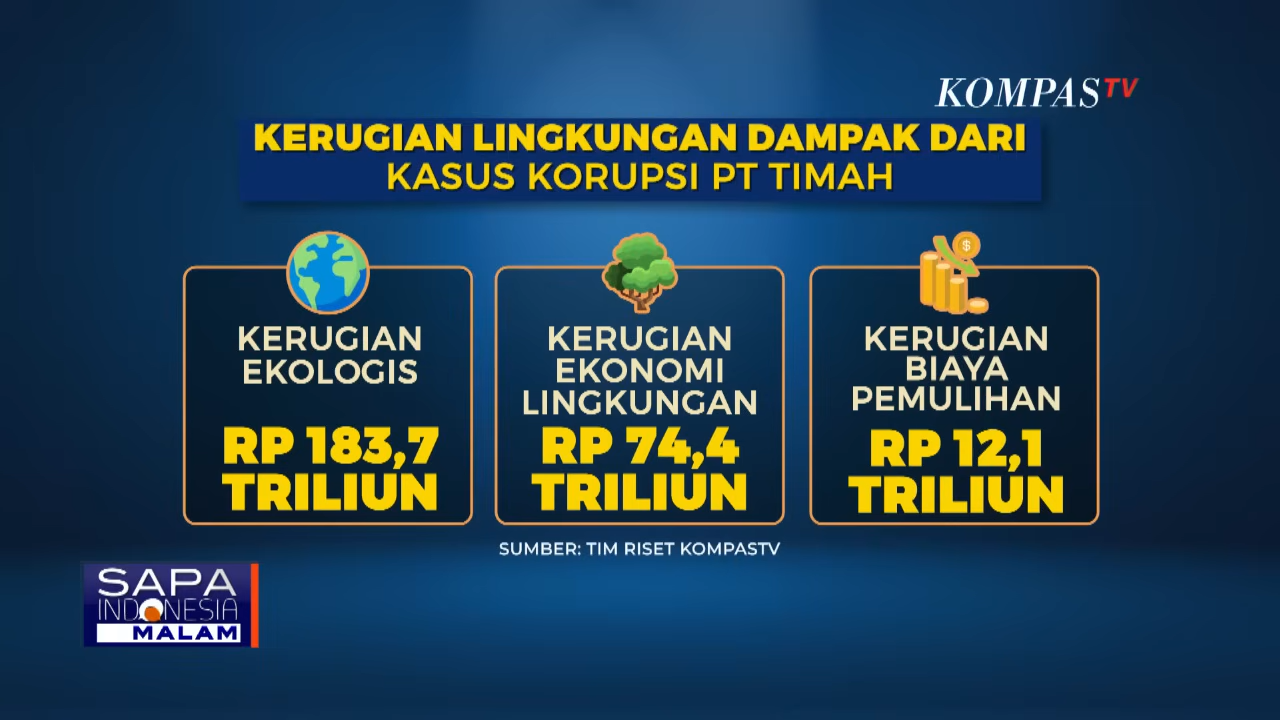 KOMPASTV
KERUGIAN LINGKUNGAN DAMPAK DARI
KASUS KORUPSI PT TIMAH
$
KERUGIAN
EKOLOGIS
RP 183,7
TRILIUN
KERUGIAN
EKONOMI
LINGKUNGAN
RP 74,4
TRILIUN
KERUGIAN
BIAYA
PEMULIHAN
RP 12,1
TRILIUN
SUMBER: TIM RISET KOMPASTV
SAPA
INDONESIA
MALAM